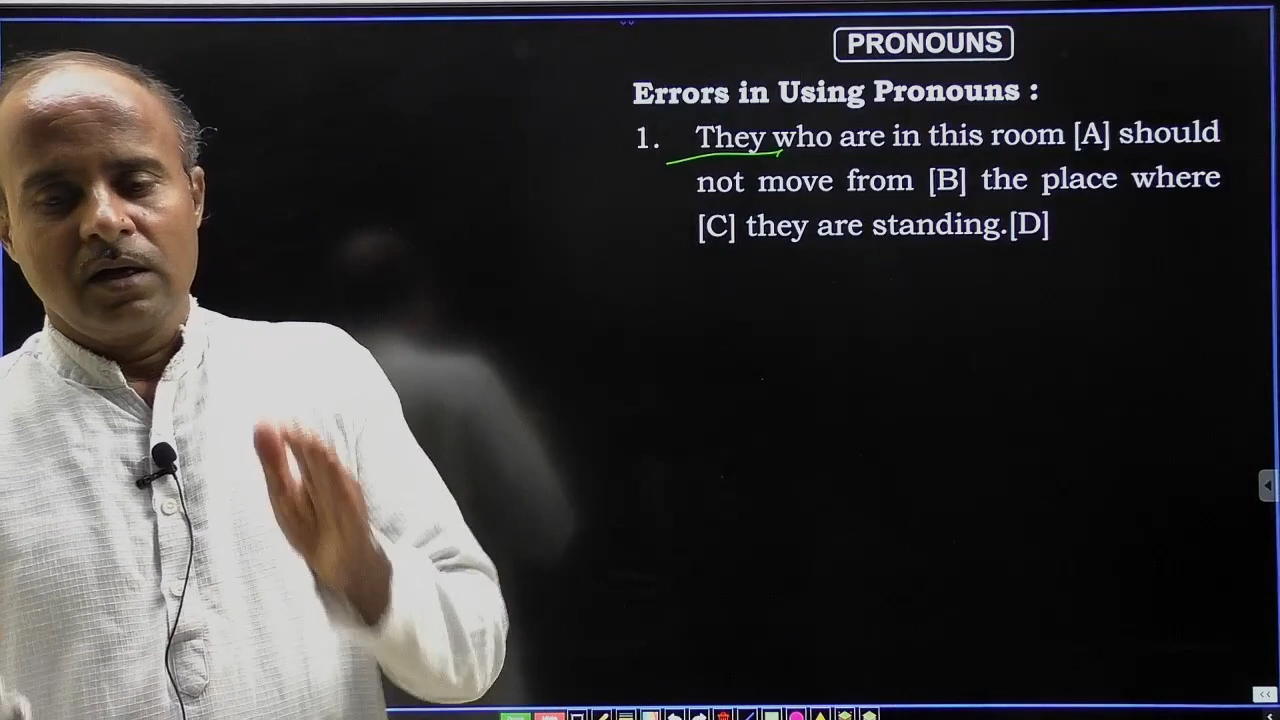 PRONOUNS
Errors in Using Pronouns :
1. They who are in this room [A] should
not move from [B] the place where
[C] they are standing.[D]